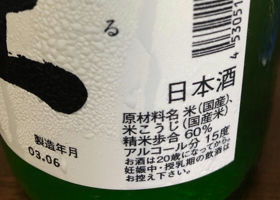 る
日本酒
原材料名：米(国産)、
米こうじ(国産米)
精米歩合 60%
アルコール分 15度
お酒は20歳になってから。
妊娠中・授乳期の飲酒は
お控え下さい。
製造年月
03.06